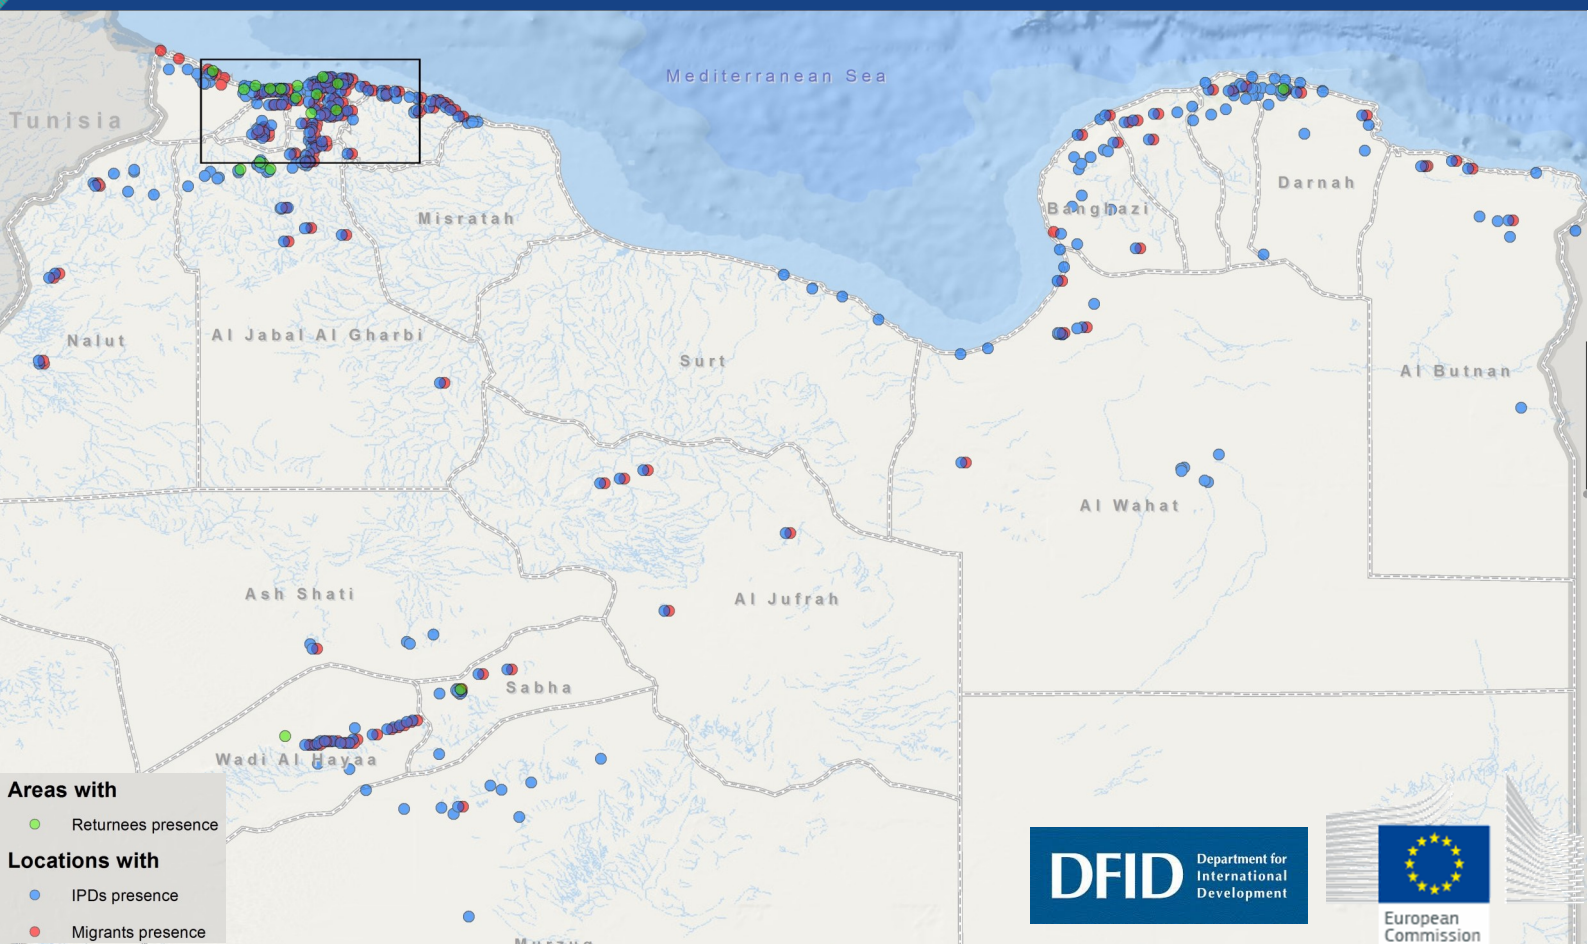 Mediterranean Sea
Tunisia
Darnah
Banghazi
Misratah
Nalut
Al Jabal Al Gharbi
Surt
Al Butnan
Al Wahat
Ash Shati
Al Jufrah
Sabha
Wadi Al Hayaa
Murzuq
Areas with
Returnees presence
Locations with
IPDs presence
Migrants presence
DFID
Department for
International
Development
European
Commission